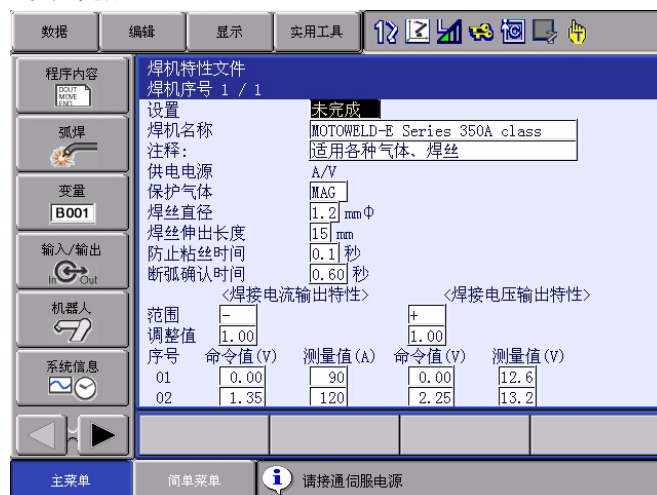 数据 编辑 显示 实用工具
程序内容
DOUT
MOVE
END
弧焊
变量
B001
输入/输出
In Out
机器人
系统信息
焊机特性文件
焊机序号 1 / 1
设置 未完成
焊机名称 MOTOWELD-E Series 350A class
注释: 适用各种气体、焊丝
供电电源 A/V
保护气体 MAG
焊丝直径 1.2 mmΦ
焊丝伸出长度 15 mm
防止粘丝时间 0.1 秒
断弧确认时间 0.60 秒
<焊接电流输出特性> <焊接电压输出特性>
范围 - +
调整值 1.00 1.00
序号 命令值(V) 测量值(A) 命令值(V) 测量值(V)
01 0.00 90 0.00 12.6
02 1.35 120 2.25 13.2
主菜单 简单菜单 请接通伺服电源